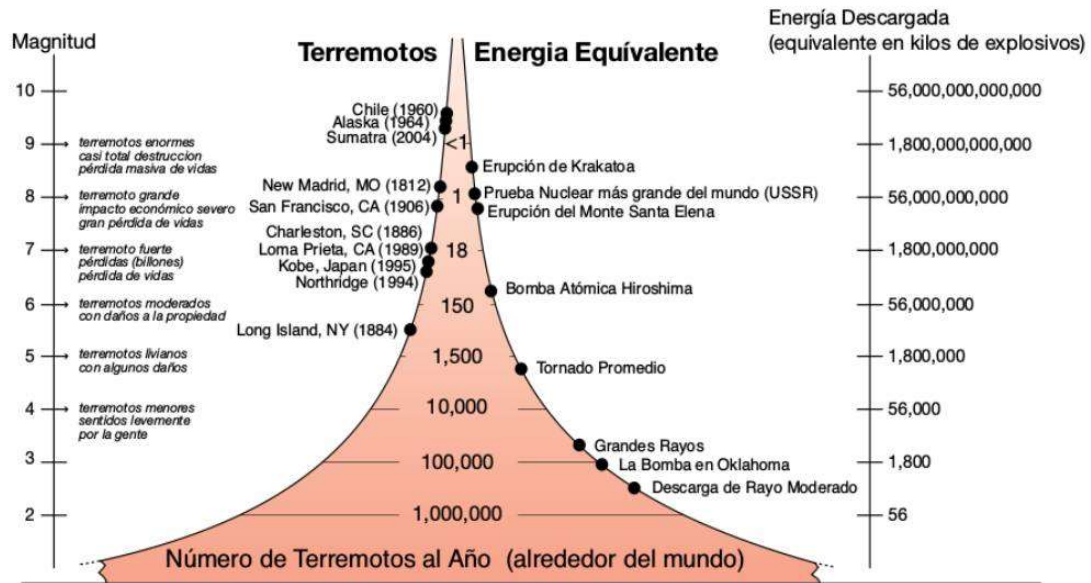 Magnitud
Terremotos
Energia Equívalente
Energía Descargada
(equivalente en kilos de explosivos)
10
56,000,000,000,000
Chile (1960)
Alaska (1964)
Sumatra (2004)
9
terremotos enormes
casi total destruccion
pérdida masiva de vidas
<1
1,800,000,000,000
Erupción de Krakatoa
New Madrid, MO (1812)
8
terremoto grande
impacto económico severo
gran pérdida de vidas
San Francisco, CA (1906)
1
Prueba Nuclear más grande del mundo (USSR)
Erupción del Monte Santa Elena
56,000,000,000
Charleston, SC (1886)
7
terremoto fuerte
pérdidas (billones)
pérdida de vidas
Loma Prieta, CA (1989)
Kobe, Japan (1995)
Northridge (1994)
18
1,800,000,000
Bomba Atómica Hiroshima
6
terremotos moderados
con daños a la propiedad
150
56,000,000
Long Island, NY (1884)
5
terremotos livianos
con algunos daños
1,500
1,800,000
Tornado Promedio
4
terremotos menores
sentidos levemente
por la gente
10,000
56,000
Grandes Rayos
3
100,000
La Bomba en Oklahoma
1,800
Descarga de Rayo Moderado
2
1,000,000
56
Número de Terremotos al Año (alrededor del mundo)